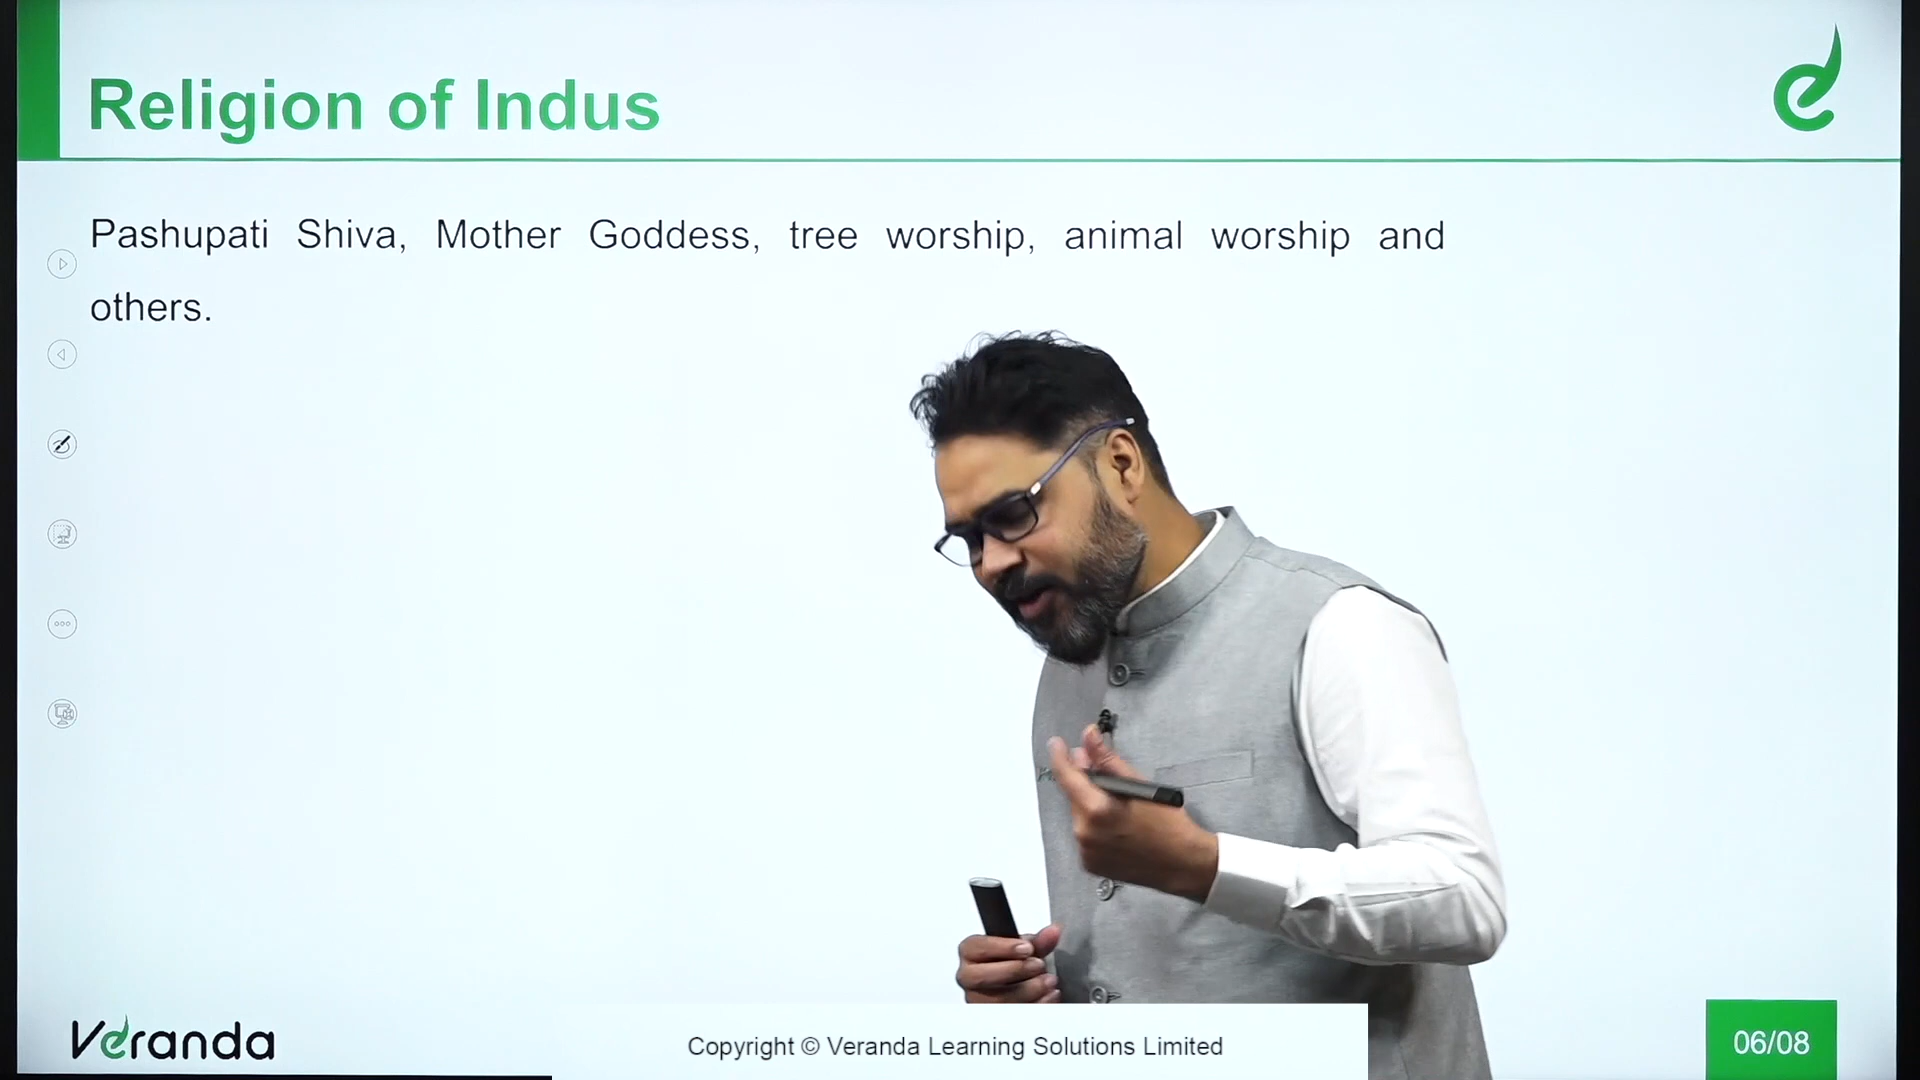 Religion of Indus
Pashupati Shiva, Mother Goddess, tree worship, animal worship and
others.
Veranda
Copyright © Veranda Learning Solutions Limited
06/08